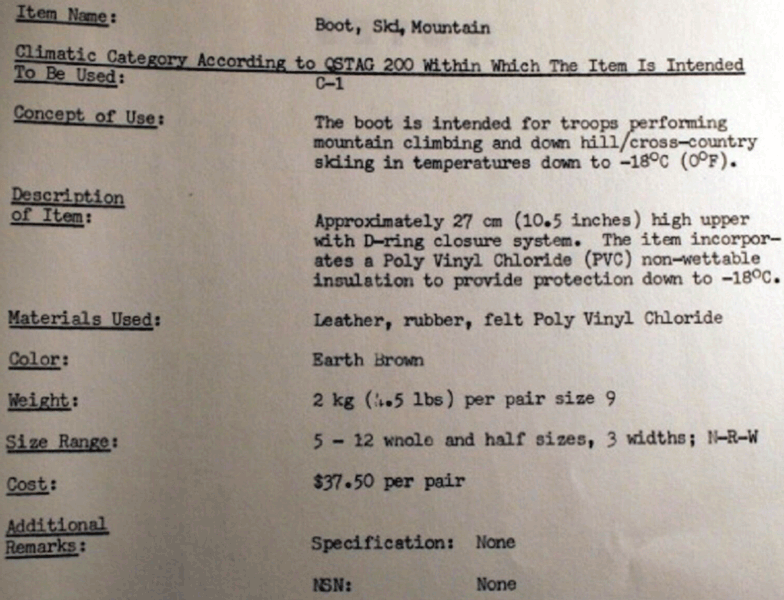 Item Name: Boot, Ski, Mountain
Climatic Category According to QSTAG 200 Within Which The Item Is Intended
To Be Used: C-1
Concept of Use: The boot is intended for troops performing
mountain climbing and down hill/cross-country
skiing in temperatures down to -18°C (0°F).
Description
of Item: Approximately 27 cm (10.5 inches) high upper
with D-ring closure system. The item incorpor-
ates a Poly Vinyl Chloride (PVC) non-wettable
insulation to provide protection down to -18°C.
Materials Used: Leather, rubber, felt Poly Vinyl Chloride
Color: Earth Brown
Weight: 2 kg (4.5 lbs) per pair size 9
Size Range: 5 - 12 whole and half sizes, 3 widths; N-R-W
Cost: $37.50 per pair
Additional
Remarks: Specification: None
NSN: None